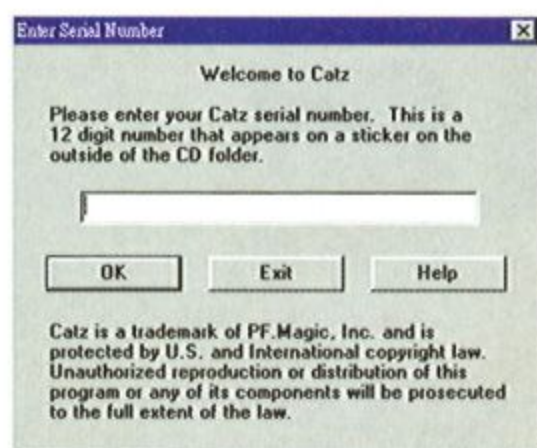 Enter Serial Number
Welcome to Catz
Please enter your Catz serial number. This is a
12 digit number that appears on a sticker on the
outside of the CD folder.
OK Exit Help
Catz is a trademark of PF.Magic, Inc. and is
protected by U.S. and International copyright law.
Unauthorized reproduction or distribution of this
program or any of its components will be prosecuted
to the full extent of the law.